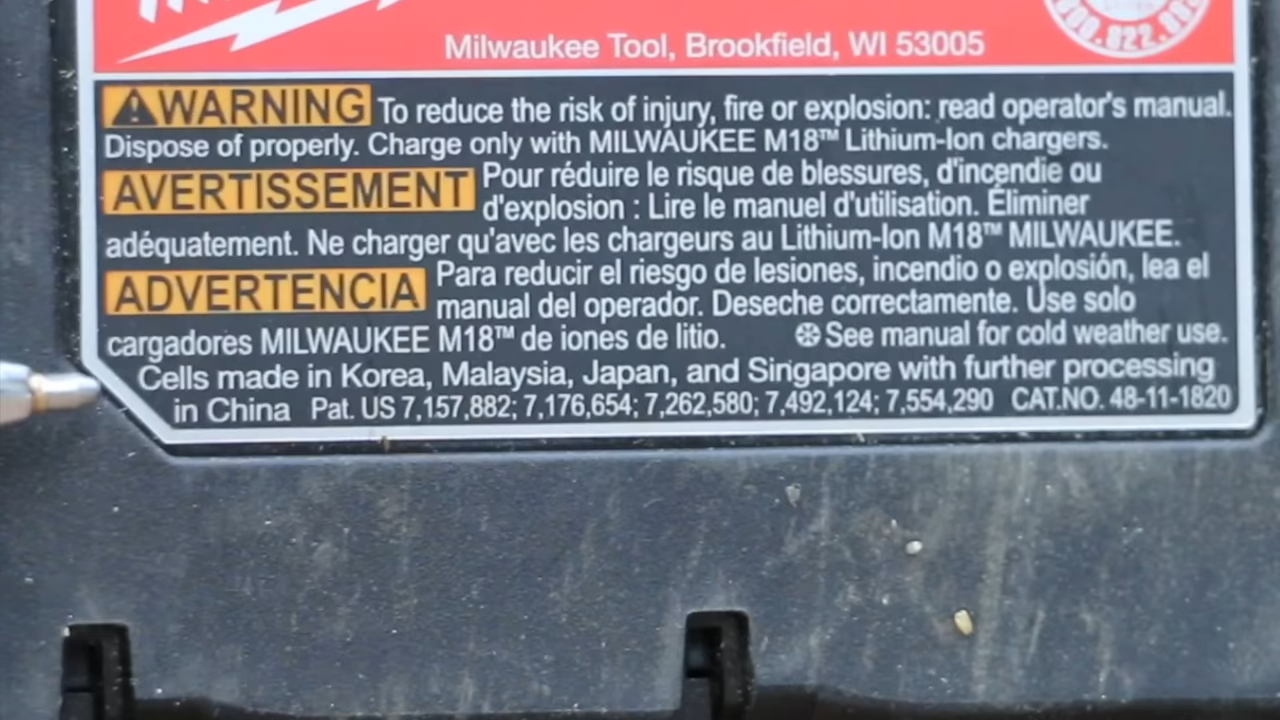 Milwaukee Tool, Brookfield, WI 53005
⚠WARNING To reduce the risk of injury, fire or explosion: read operator's manual.
Dispose of properly. Charge only with MILWAUKEE M18™ Lithium-Ion chargers.
AVERTISSEMENT Pour réduire le risque de blessures, d'incendie ou
d'explosion : Lire le manuel d'utilisation. Éliminer
adéquatement. Ne charger qu'avec les chargeurs au Lithium-Ion M18™ MILWAUKEE.
ADVERTENCIA Para reducir el riesgo de lesiones, incendio o explosión, lea el
manual del operador. Deseche correctamente. Use solo
cargadores MILWAUKEE M18™ de iones de litio. ❄See manual for cold weather use.
Cells made in Korea, Malaysia, Japan, and Singapore with further processing
in China Pat. US 7,157,882; 7,176,654; 7,262,580; 7,492,124; 7,554,290 CAT.NO. 48-11-1820